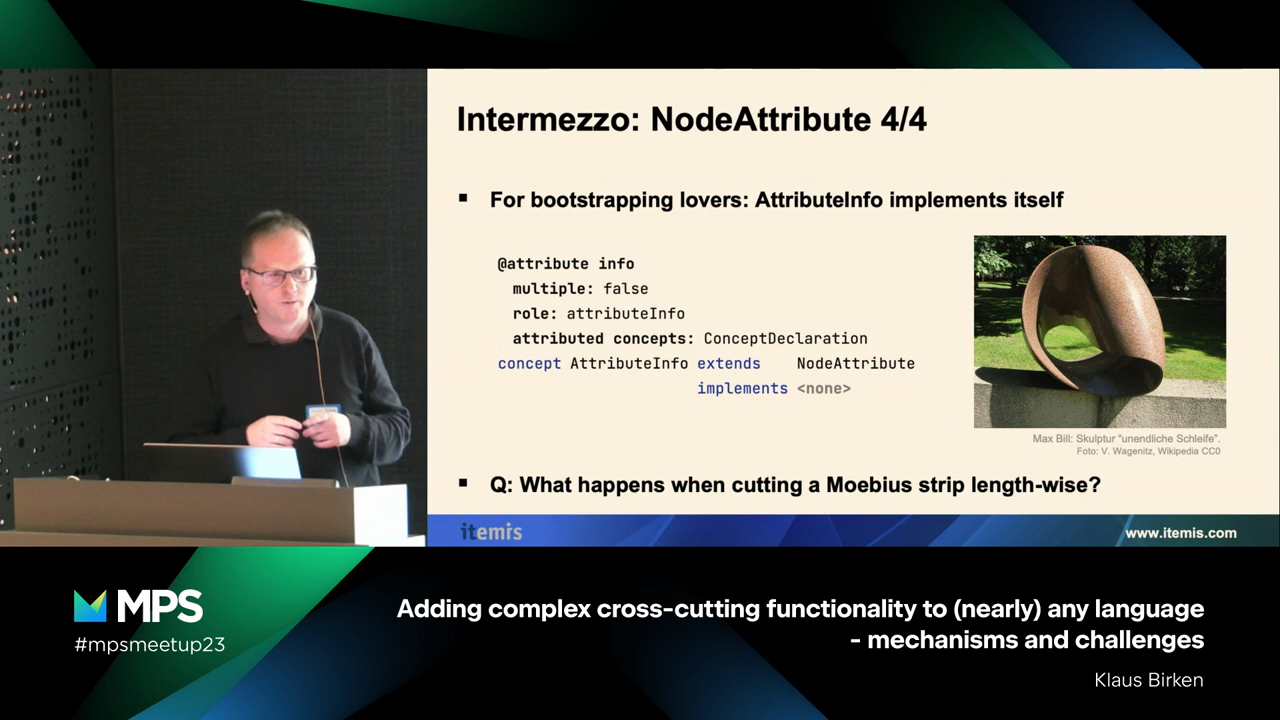 Intermezzo: NodeAttribute 4/4
▪ For bootstrapping lovers: AttributeInfo implements itself
@attribute info
multiple: false
role: attributeInfo
attributed concepts: ConceptDeclaration
concept AttributeInfo extends NodeAttribute
implements <none>
Max Bill: Skulptur "unendliche Schleife".
Foto: V. Wagenitz, Wikipedia CC0
▪ Q: What happens when cutting a Moebius strip length-wise?
itemis
www.itemis.com
MPS
#mpsmeetup23
Adding complex cross-cutting functionality to (nearly) any language
- mechanisms and challenges
Klaus Birken